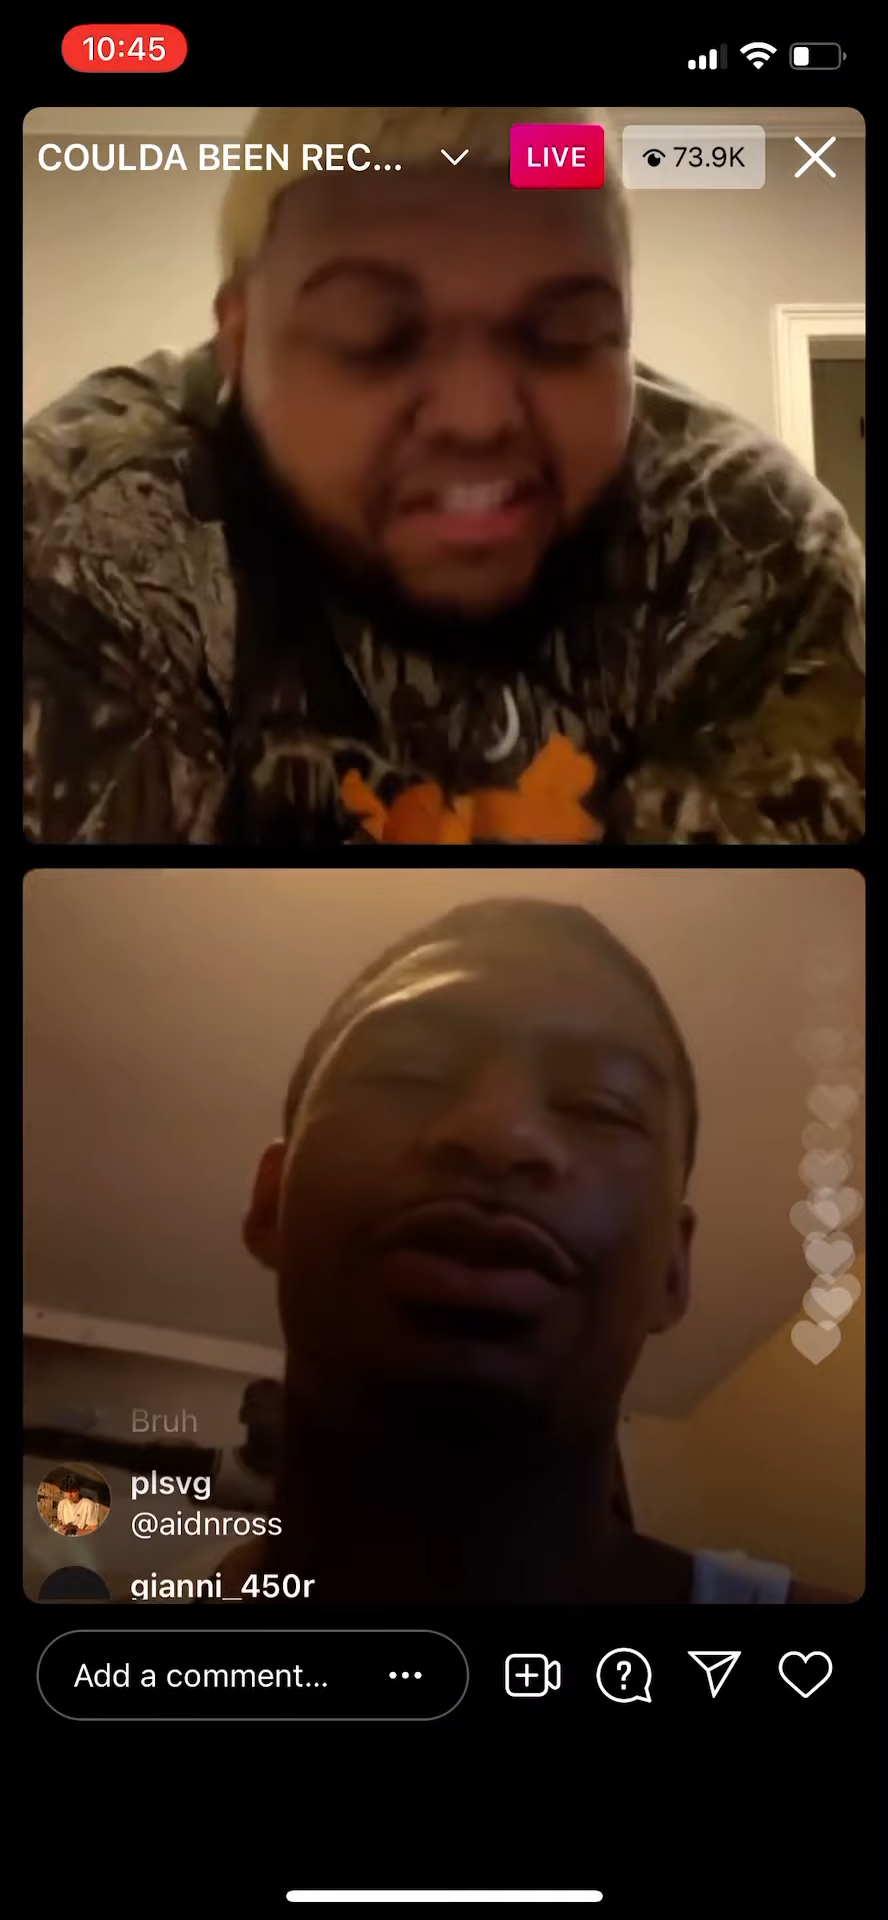 10:45
COULDA BEEN REC...
LIVE
73.9K
Bruh
plsvg
@aidnross
gianni_450r
Add a comment...